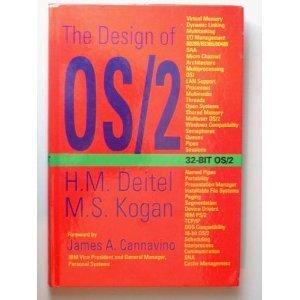 The Design of
OS/2
H.M. Deitel
M.S. Kogan
Foreword by
James A. Cannavino
IBM Vice President and General Manager,
Personal Systems
Virtual Memory
Dynamic Linking
Multitasking
I/O Management
80286/80386/80486
SAA
Micro Channel
Architecture
Multiprocessing
OSI
LAN Support
Processes
Multimedia
Threads
Open Systems
Shared Memory
Multiuser OS/2
Windows Compatibility
Semaphores
Queues
Pipes
Sessions
32-BIT OS/2
Named Pipes
Portability
Presentation Manager
Installable File Systems
Paging
Segmentation
Device Drivers
IBM PS/2
TCP/IP
DOS Compatibility
16-bit OS/2
Scheduling
Interprocess
Communication
SNA
Cache Management